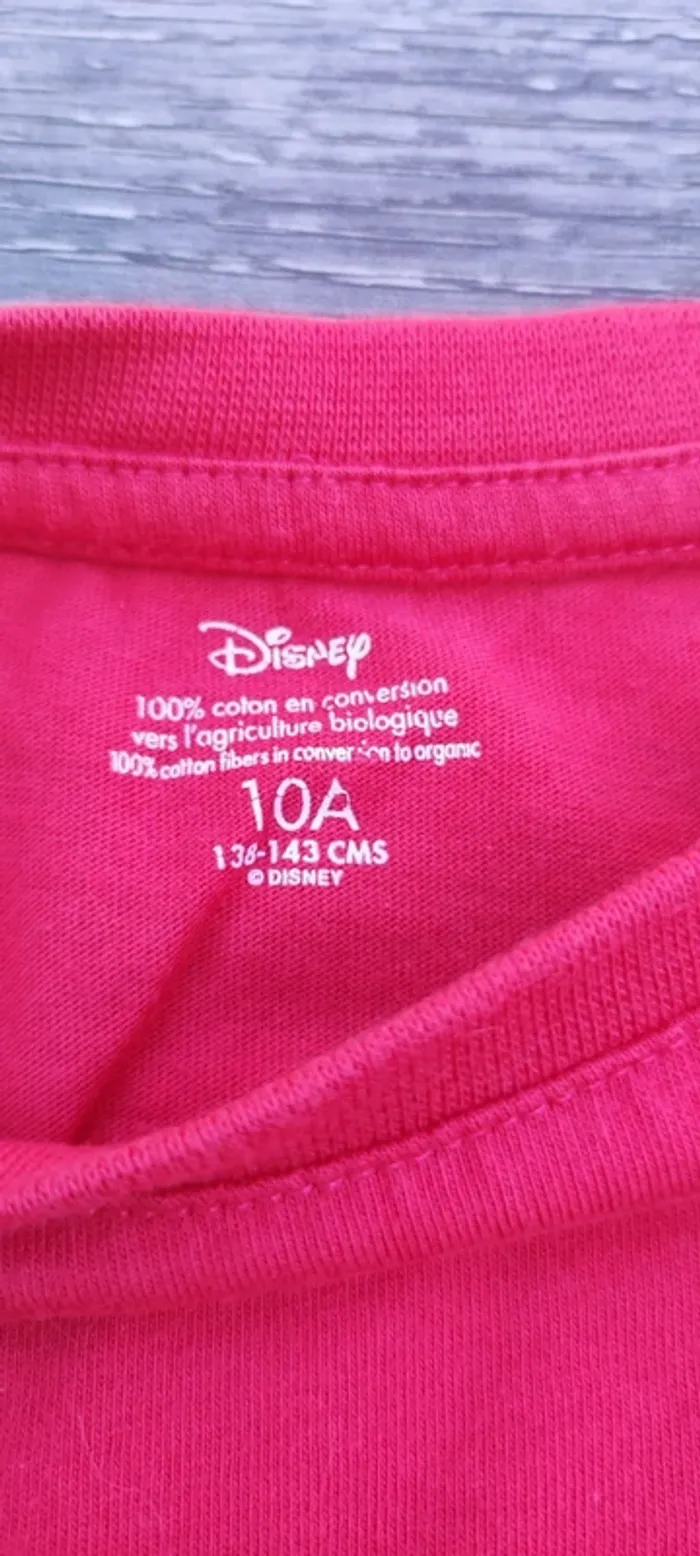 Disney
100% coton en conversion
vers l'agriculture biologique
100% cotton fibers in conversion to organic
10A
138-143 CMS
© DISNEY